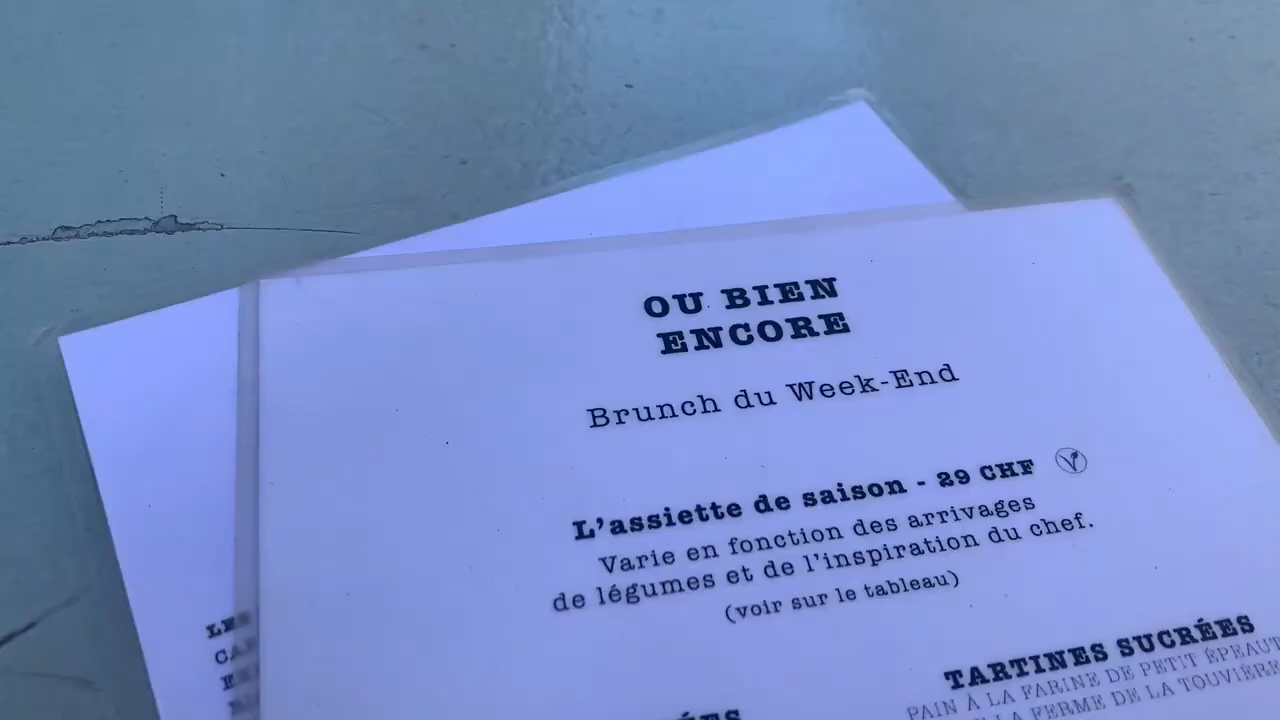 OU BIEN
ENCORE
Brunch du Week-End
L'assiette de saison - 29 CHF
Varie en fonction des arrivages
de légumes et de l'inspiration du chef.
(voir sur le tableau)
TARTINES SUCRÉES
PAIN À LA FARINE DE PETIT
LA FERME DE LA